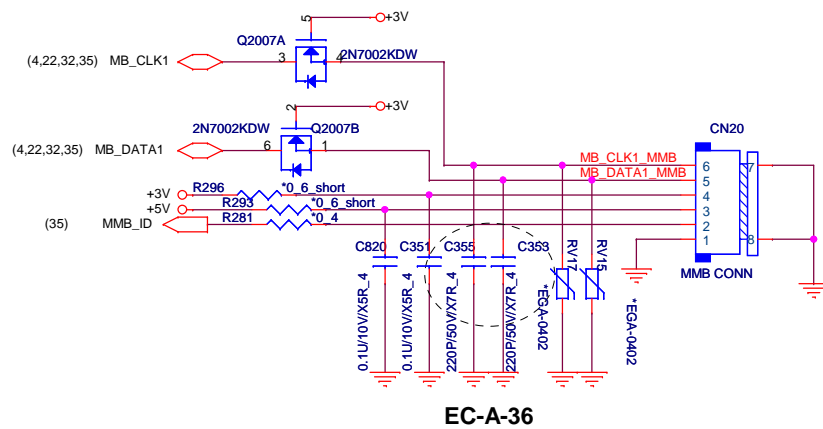 5
+3V
Q2007A
(4,22,32,35) MB_CLK1
3
4
2N7002KDW
2
+3V
2N7002KDW
Q2007B
(4,22,32,35) MB_DATA1
6
1
CN20
MB_CLK1_MMB
MB_DATA1_MMB
6
5
4
3
2
1
7
8
MMB CONN
+3V
R296
*0_6_short
+5V
R293
*0_6_short
(35)
MMB_ID
R281
*0_4
C820
C351
C355
C353
RV17
RV15
0.1U/10V/X5R_4
0.1U/10V/X5R_4
220P/50V/X7R_4
220P/50V/X7R_4
*EGA-0402
*EGA-0402
EC-A-36